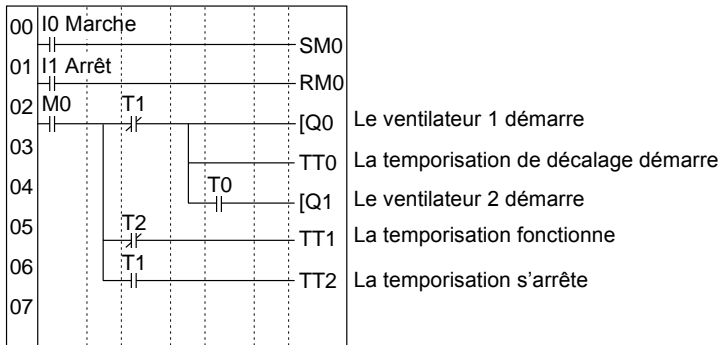 00 I0 Marche SM0
01 I1 Arrêt RM0
02 M0 T1 [Q0 Le ventilateur 1 démarre
03 TT0 La temporisation de décalage démarre
04 T0 [Q1 Le ventilateur 2 démarre
05 T2 TT1 La temporisation fonctionne
06 T1 TT2 La temporisation s’arrête
07